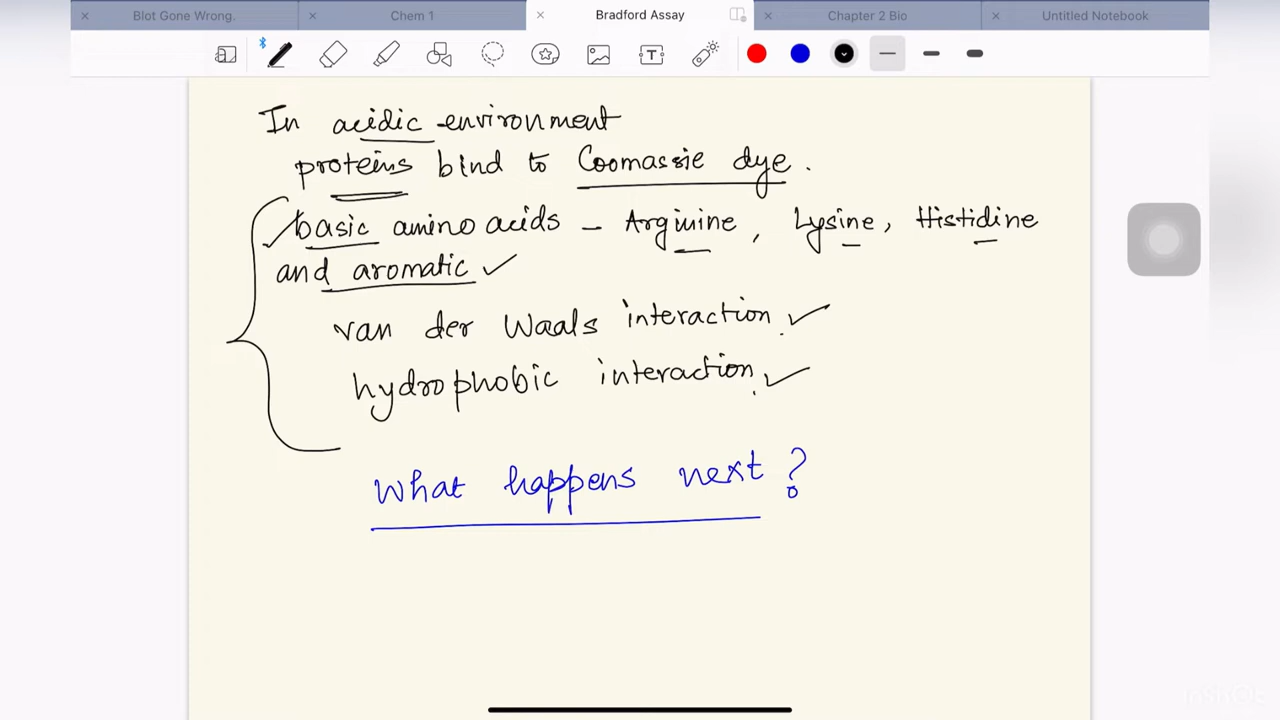 Blot Gone Wrong.
Chem 1
Bradford Assay
Chapter 2 Bio
Untitled Notebook
In acidic environment
proteins bind to Coomassie dye.
basic amino acids - Arginine, Lysine, Histidine
and aromatic ✓
van der Waals interaction. ✓
hydrophobic interaction. ✓
What happens next?
InShOt